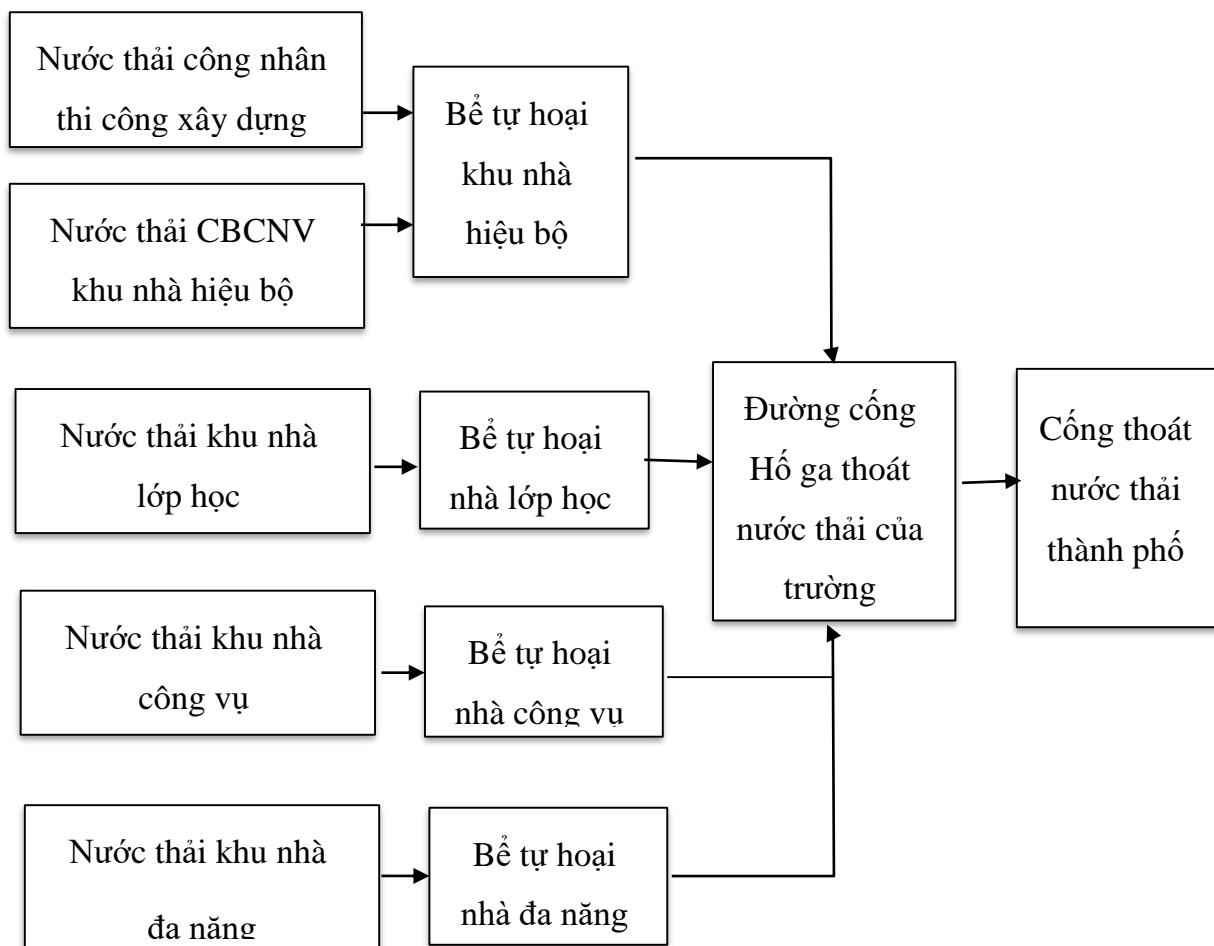 Nước thải công nhân
thi công xây dựng
Bể tự hoại
khu nhà
hiệu bộ
Nước thải CBCNV
khu nhà hiệu bộ
Nước thải khu nhà
lớp học
Bể tự hoại
nhà lớp học
Đường cống
Hố ga thoát
nước thải của
trường
Cống thoát
nước thải
thành phố
Nước thải khu nhà
công vụ
Bể tự hoại
nhà công vụ
Nước thải khu nhà
đa năng
Bể tự hoại
nhà đa năng